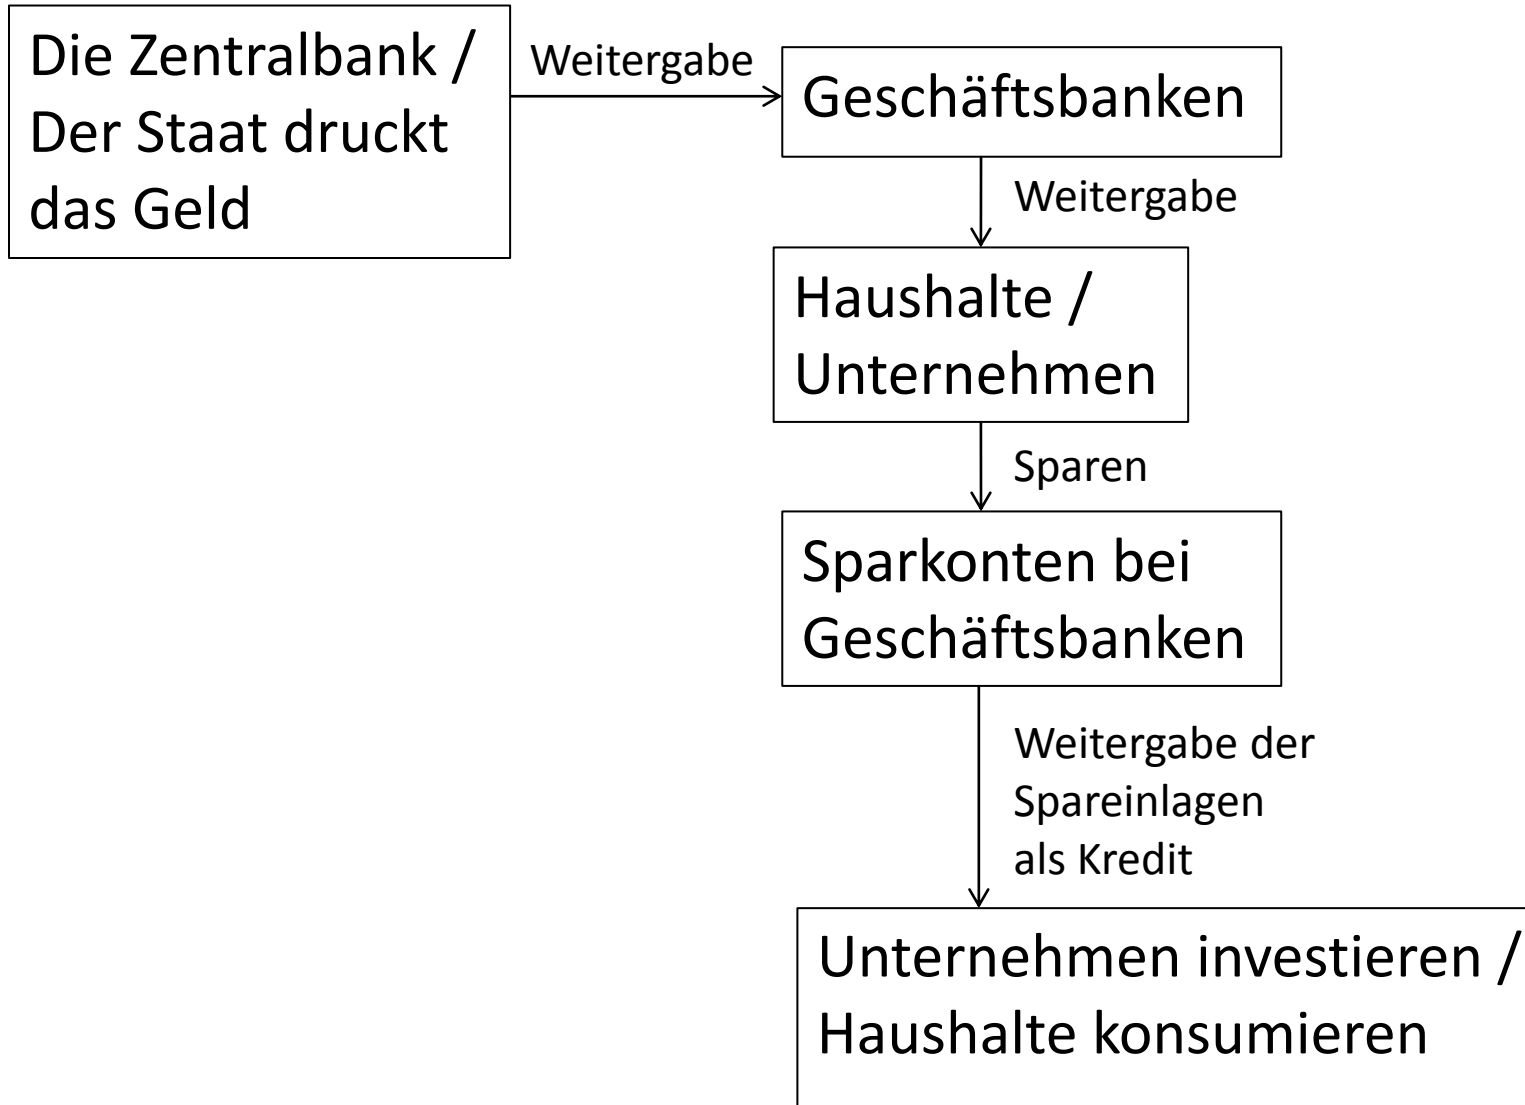 Die Zentralbank /
Der Staat druckt
das Geld
Weitergabe
Geschäftsbanken
Weitergabe
Haushalte /
Unternehmen
Sparen
Sparkonten bei
Geschäftsbanken
Weitergabe der
Spareinlagen
als Kredit
Unternehmen investieren /
Haushalte konsumieren